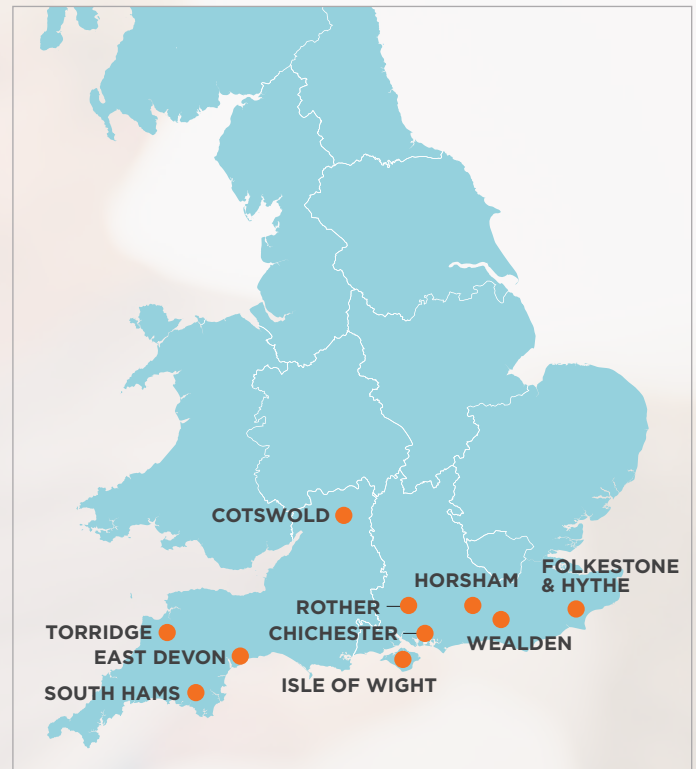 COTSWOLD
FOLKESTONE
& HYTHE
HORSHAM
ROTHER
CHICHESTER
WEALDEN
TORRIDGE
EAST DEVON
ISLE OF WIGHT
SOUTH HAMS